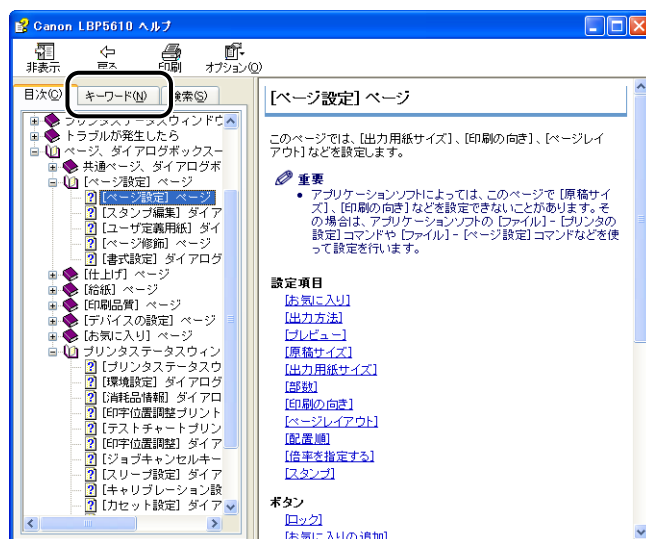 Canon LBP5610 ヘルプ
非表示
戻る
印刷
オプション(O)
目次(C)
キーワード(N)
検索(S)
プリンタステータスウィンドウ
トラブルが発生したら
ページ、ダイアログボックス一
共通ページ、ダイアログボ
[ページ設定] ページ
[ページ設定] ページ
[スタンプ編集] ダイア
[ユーザ定義用紙] ダイ
[ページ修飾] ページ
[書式設定] ダイアログ
[仕上げ] ページ
[給紙] ページ
[印刷品質] ページ
[デバイスの設定] ページ
[お気に入り] ページ
プリンタステータスウィン
[プリンタステータスウ
[環境設定] ダイアログ
[消耗品情報] ダイアロ
[印字位置調整プリント
[テストチャートプリン
[印字位置調整] ダイア
[ジョブキャンセルキー
[スリープ設定] ダイア
[キャリブレーション設
[カセット設定] ダイア
[ページ設定] ページ
このページでは、[出力用紙サイズ]、[印刷の向き]、[ページレイ
アウト] などを設定します。
重要
• アプリケーションソフトによっては、このページで [原稿サイ
ズ]、[印刷の向き] などを設定できないことがあります。そ
の場合は、アプリケーションソフトの [ファイル] - [プリンタの
設定] コマンドや [ファイル] - [ページ設定] コマンドなどを使
って設定を行います。
設定項目
[お気に入り]
[出力方法]
[プレビュー]
[原稿サイズ]
[出力用紙サイズ]
[部数]
[印刷の向き]
[ページレイアウト]
[配置順]
[倍率を指定する]
[スタンプ]
ボタン
[ロック]
[お気に入りの追加]